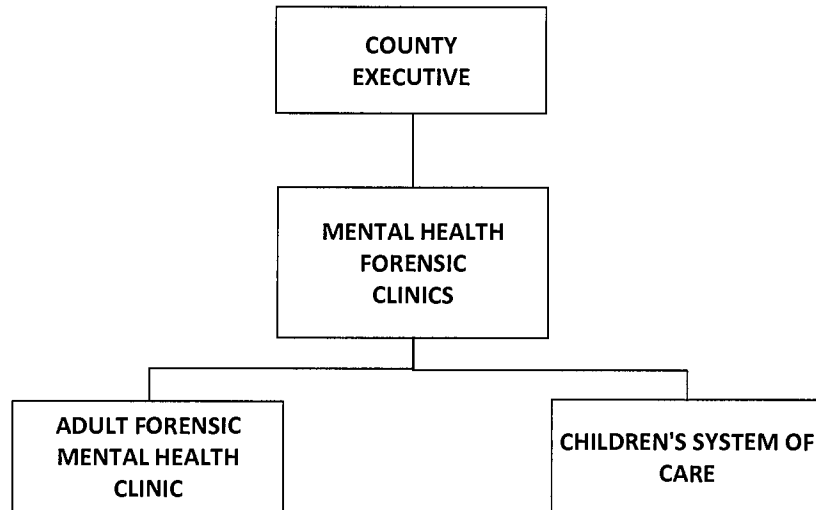 COUNTY
EXECUTIVE
MENTAL HEALTH
FORENSIC
CLINICS
ADULT FORENSIC
MENTAL HEALTH
CLINIC
CHILDREN'S SYSTEM OF
CARE